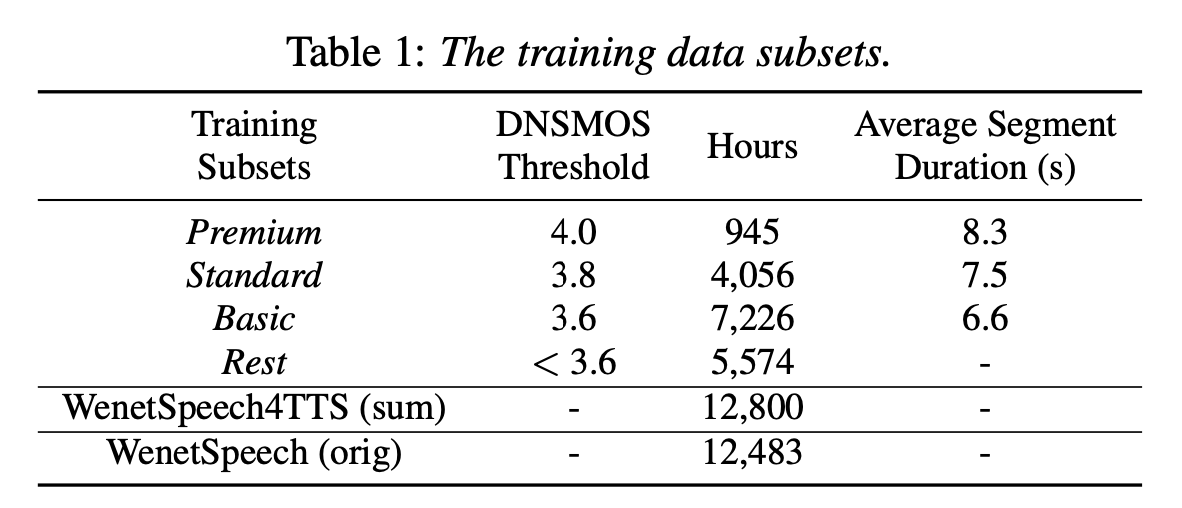 Table 1: The training data subsets.
Training Subsets DNSMOS Threshold Hours Average Segment Duration (s)
Premium 4.0 945 8.3
Standard 3.8 4,056 7.5
Basic 3.6 7,226 6.6
Rest < 3.6 5,574 -
WenetSpeech4TTS (sum) - 12,800 -
WenetSpeech (orig) - 12,483 -